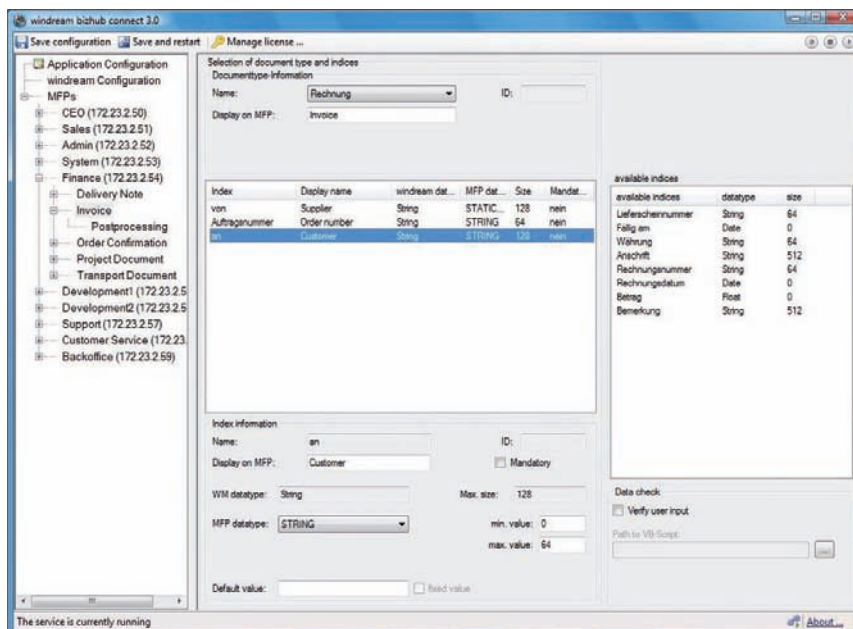 windream bizhub connect 3.0
Save configuration Save and restart Manage license ...
Application Configuration
windream Configuration
MFPs
CEO (172.23.2.50)
Sales (172.23.2.51)
Admin (172.23.2.52)
System (172.23.2.53)
Finance (172.23.2.54)
Delivery Note
Invoice
Postprocessing
Order Confirmation
Project Document
Transport Document
Development1 (172.23.2.5
Development2 (172.23.2.5
Support (172.23.2.57)
Customer Service (172.23.
Backoffice (172.23.2.59)
Selection of document type and indices
Documenttype-Information
Name: Rechnung ID:
Display on MFP: Invoice
Index Display name windream dat... MFP dat... Size Mandat...
von Supplier String STATIC... 128 nein
Auftragsnummer Order number String STRING 64 nein
an Customer String STRING 128 nein
Index information
Name: an ID:
Display on MFP: Customer Mandatory
WM datatype: String Max. size: 128
MFP datatype: STRING min. value: 0
max. value: 64
Default value: fixed value
available indices
available indices datatype size
Lieferscheinnummer String 64
Fällig am Date 0
Währung String 64
Anschrift String 512
Rechnungsnummer String 64
Rechnungsdatum Date 0
Betrag Float 0
Bemerkung String 512
Data check
Verify user input
Path to VB-Script:
...
The service is currently running About ...